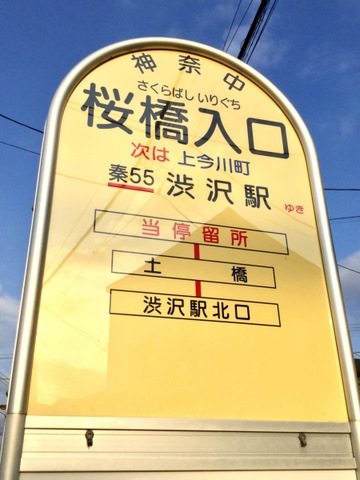 神奈中
さくらばし いりぐち
桜橋入口
次は 上今川町
秦55 渋沢駅 ゆき
当停留所
土橋
渋沢駅北口